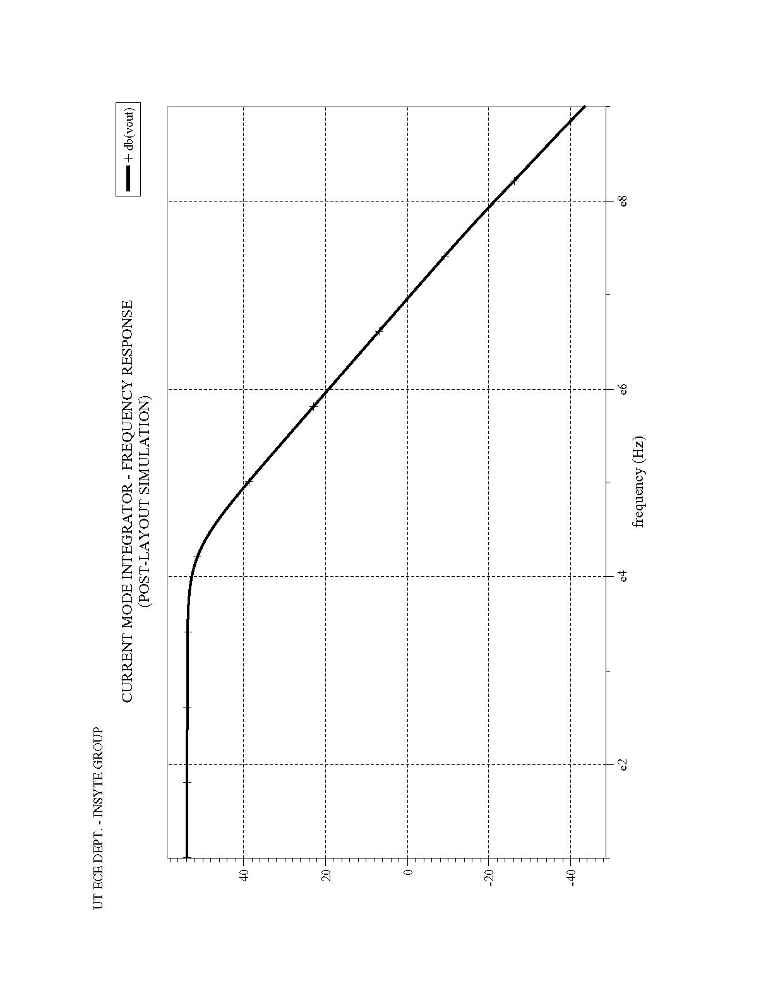 UT ECE DEPT. - INSYTE GROUP
CURRENT MODE INTEGRATOR - FREQUENCY RESPONSE
(POST-LAYOUT SIMULATION)
+ db(vout)
40
20
0
-20
-40
e2
e4
e6
e8
frequency (Hz)